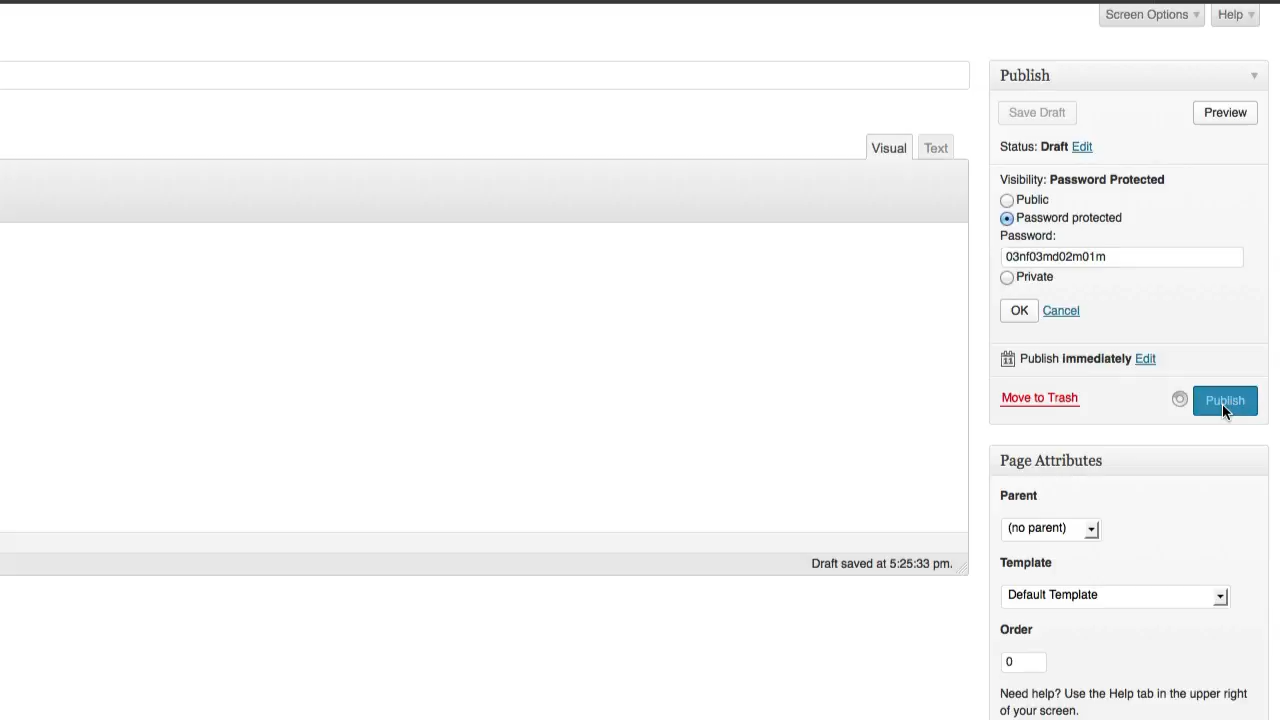 Screen Options
Help
Publish
Save Draft
Preview
Visual
Text
Status: Draft Edit
Visibility: Password Protected
Public
Password protected
Password:
03nf03md02m01m
Private
OK
Cancel
11
Publish immediately Edit
Move to Trash
Publish
Page Attributes
Parent
(no parent)
Draft saved at 5:25:33 pm.
Template
Default Template
Order
0
Need help? Use the Help tab in the upper right
of your screen.